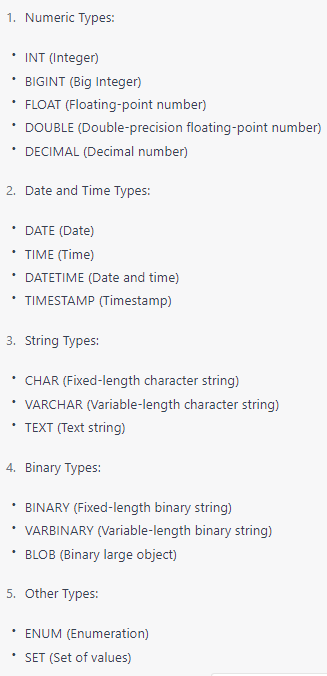 1. Numeric Types:
• INT (Integer)
• BIGINT (Big Integer)
• FLOAT (Floating-point number)
• DOUBLE (Double-precision floating-point number)
• DECIMAL (Decimal number)
2. Date and Time Types:
• DATE (Date)
• TIME (Time)
• DATETIME (Date and time)
• TIMESTAMP (Timestamp)
3. String Types:
• CHAR (Fixed-length character string)
• VARCHAR (Variable-length character string)
• TEXT (Text string)
4. Binary Types:
• BINARY (Fixed-length binary string)
• VARBINARY (Variable-length binary string)
• BLOB (Binary large object)
5. Other Types:
• ENUM (Enumeration)
• SET (Set of values)